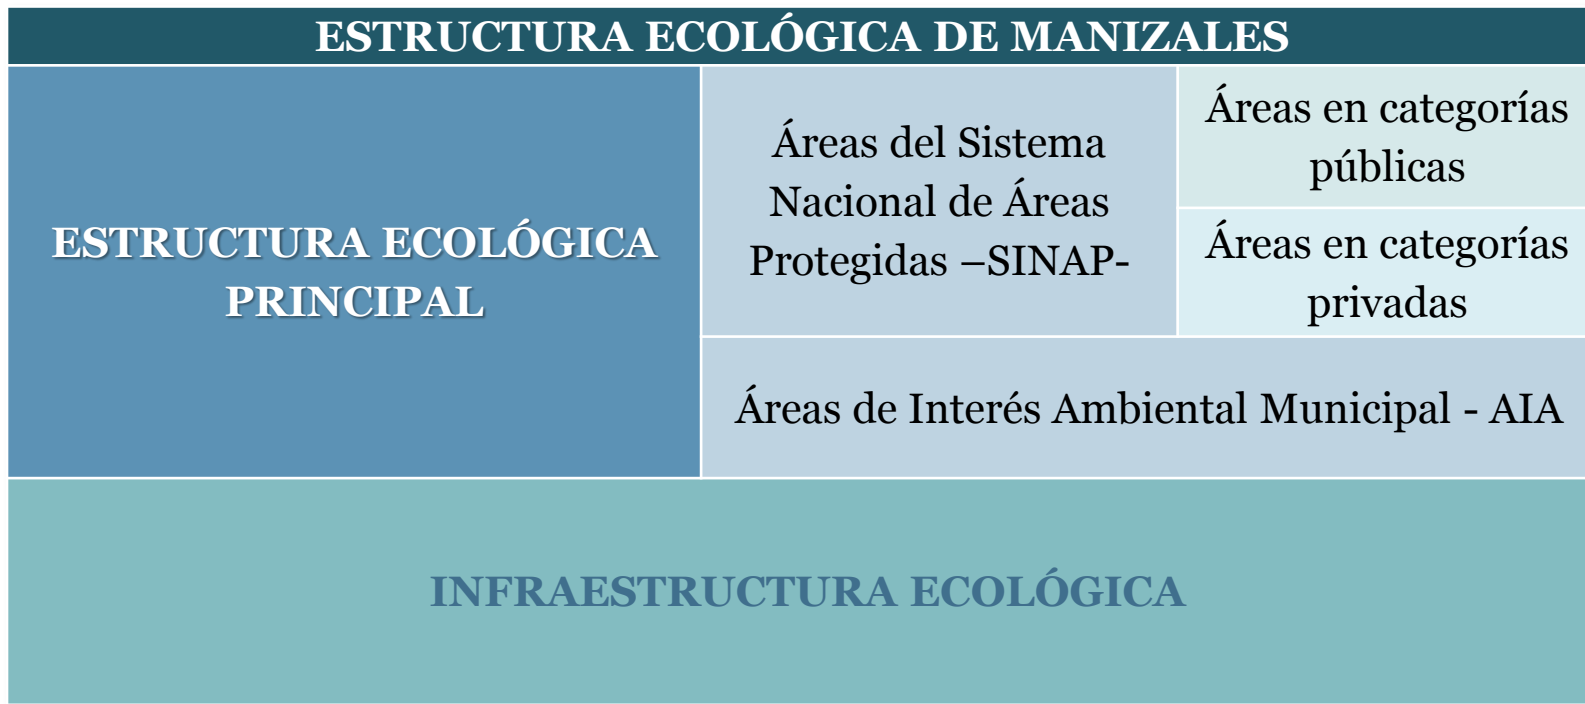 ESTRUCTURA ECOLÓGICA DE MANIZALES
ESTRUCTURA ECOLÓGICA
PRINCIPAL
Áreas del Sistema
Nacional de Áreas
Protegidas –SINAP-
Áreas en categorías
públicas
Áreas en categorías
privadas
Áreas de Interés Ambiental Municipal - AIA
INFRAESTRUCTURA ECOLÓGICA